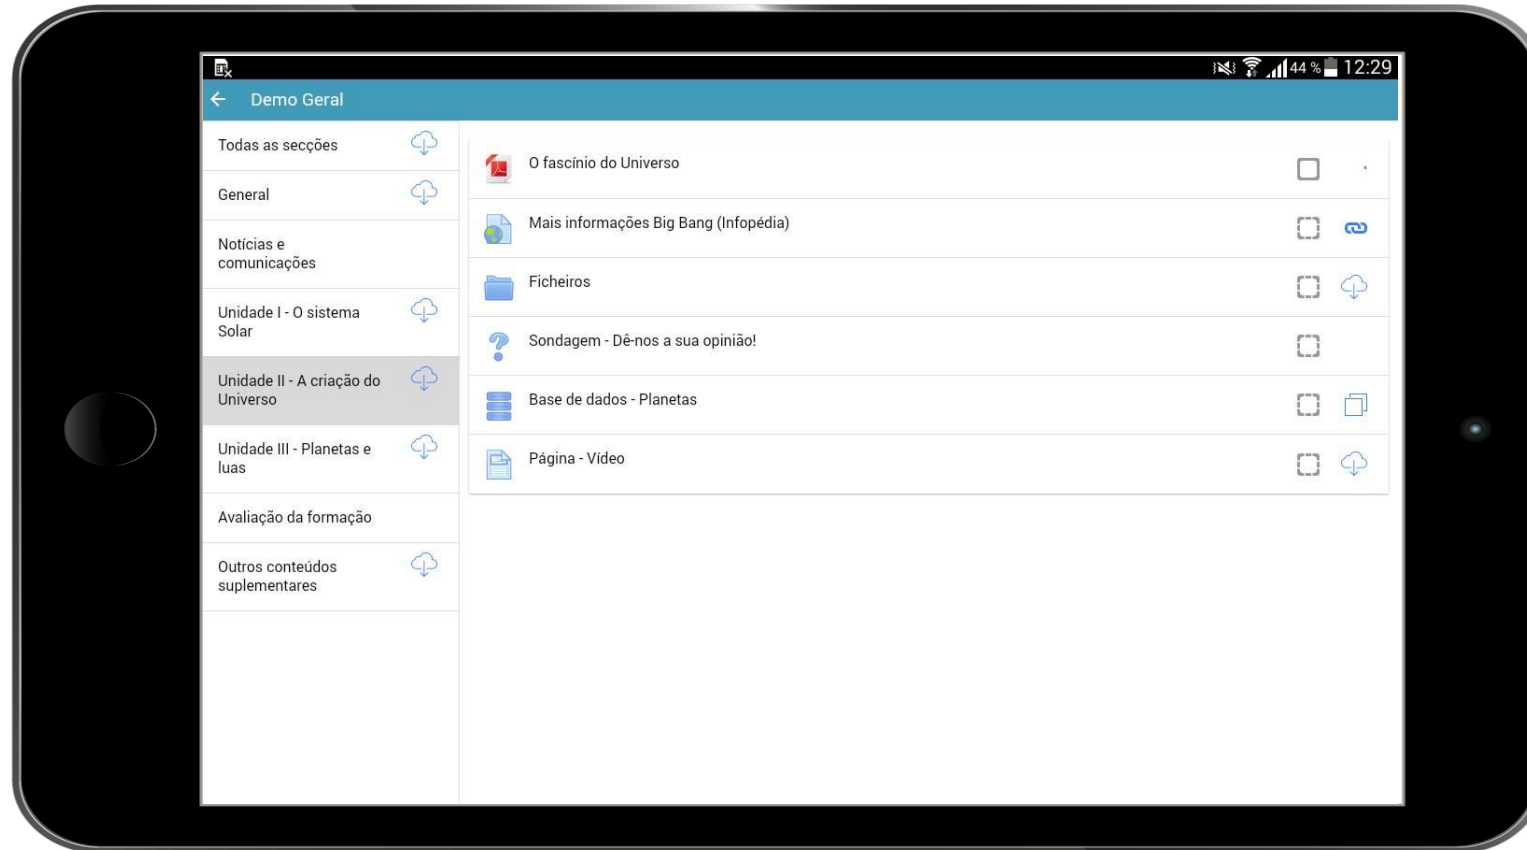 44 % 12:29
Demo Geral
Todas as secções
General
Notícias e
comunicações
Unidade I - O sistema
Solar
Unidade II - A criação do
Universo
Unidade III - Planetas e
luas
Avaliação da formação
Outros conteúdos
suplementares
O fascínio do Universo
Mais informações Big Bang (Infopédia)
Ficheiros
Sondagem - Dê-nos a sua opinião!
Base de dados - Planetas
Página - Vídeo